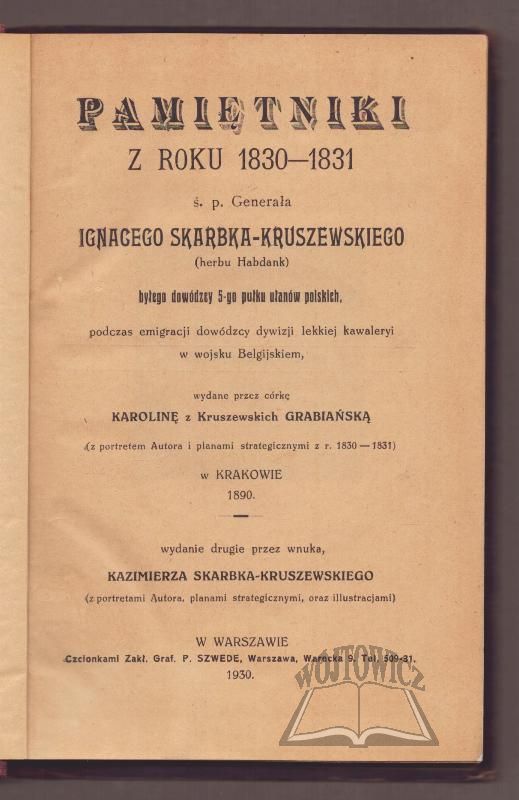 PAMIĘTNIKI
Z ROKU 1830—1831
ś. p. Generała
IGNACEGO SKARBKA-KRUSZEWSKIEGO
(herbu Habdank)
byłego dowódzcy 5-go pułku ułanów polskich,
podczas emigracji dowódzcy dywizji lekkiej kawaleryi
w wojsku Belgijskiem,
wydane przez córkę
KAROLINĘ z Kruszewskich GRABIAŃSKĄ
(z portretem Autora i planami strategicznymi z r. 1830—1831)
w KRAKOWIE
1890.
wydanie drugie przez wnuka,
KAZIMIERZA SKARBKA-KRUSZEWSKIEGO
(z portretami Autora, planami strategicznymi, oraz illustracjami)
W WARSZAWIE
Czcionkami Zakł. Graf. P. SZWEDE, Warszawa, Warecka 9. Tel. 509-31.
1930.
WÓJTOWICZ